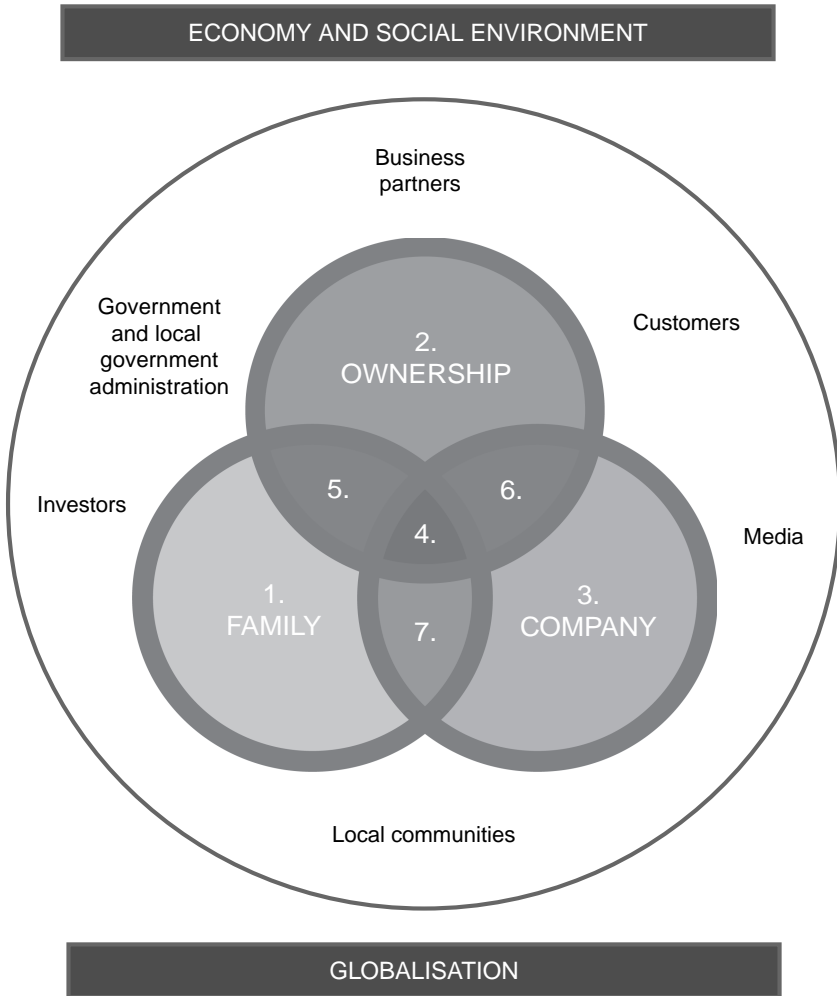 ECONOMY AND SOCIAL ENVIRONMENT
Business
partners
Government
and local
government
administration
Customers
2.
OWNERSHIP
Investors
5.
6.
4.
Media
1.
FAMILY
3.
COMPANY
7.
Local communities
GLOBALISATION